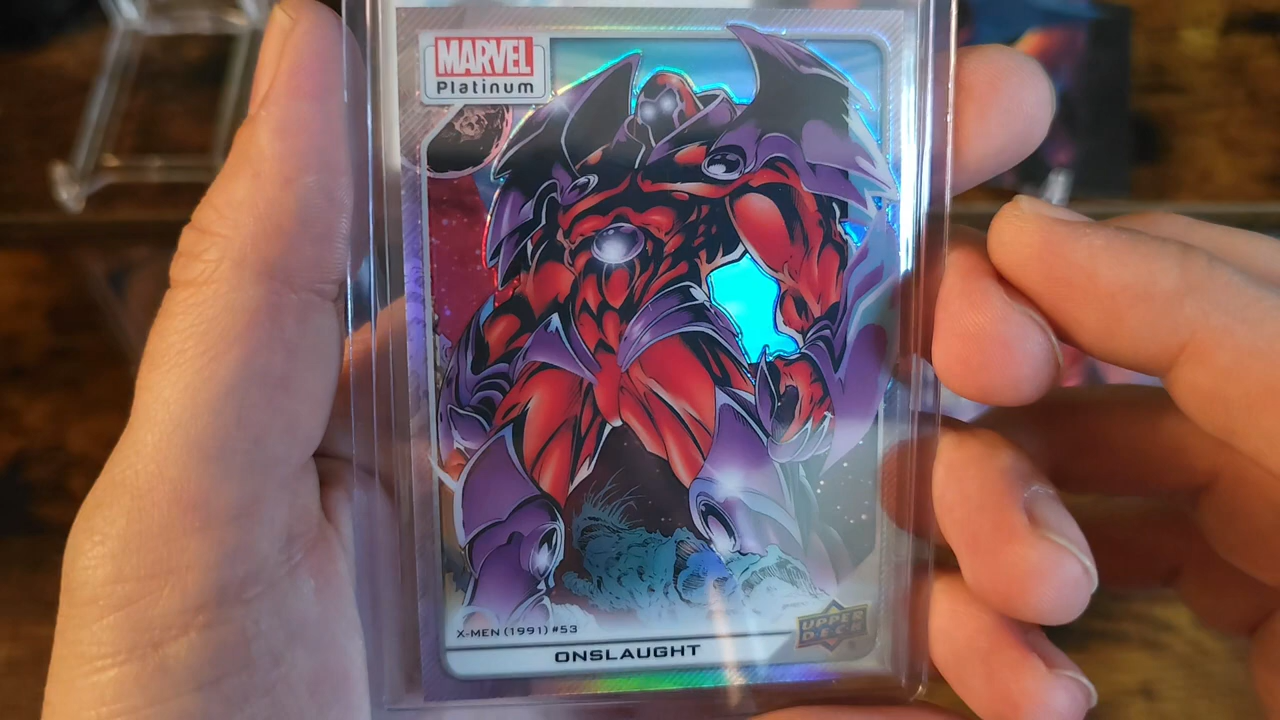 MARVEL
Platinum
X-MEN (1991) #53
UPPER
DECK
ONSLAUGHT